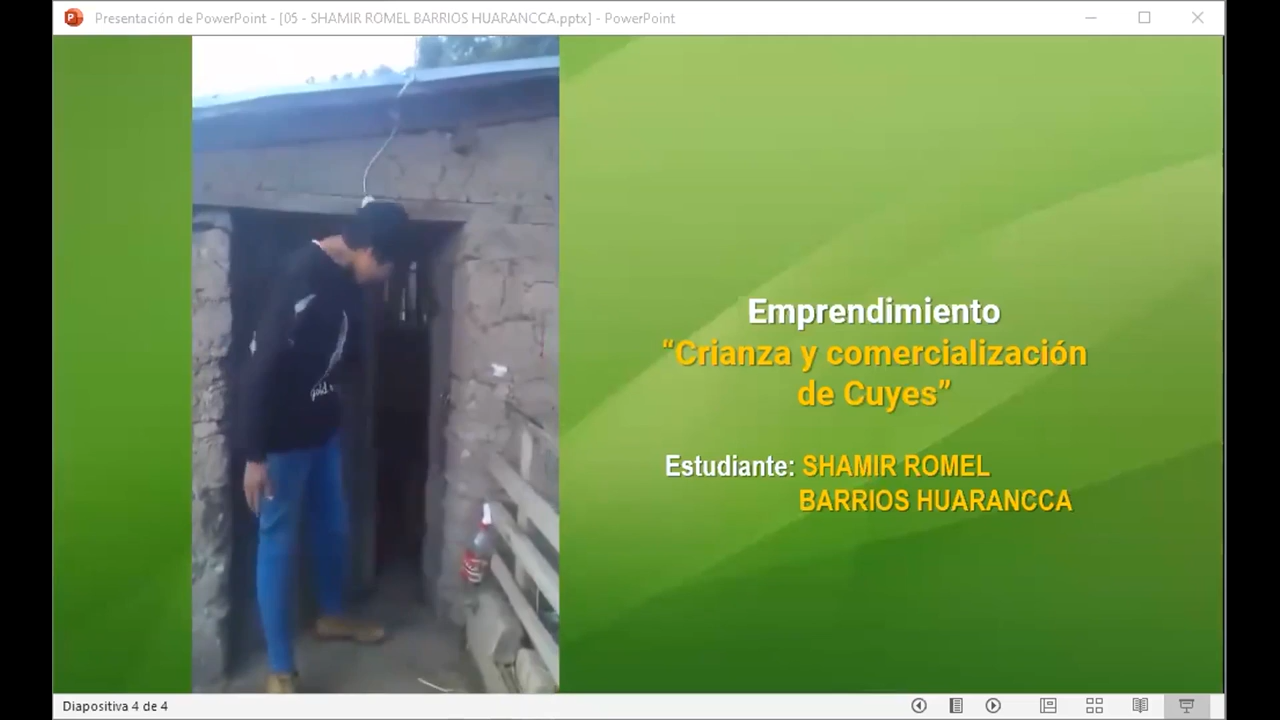 Presentación de PowerPoint - [05 - SHAMIR ROMEL BARRIOS HUARANCCA.pptx] - PowerPoint
Emprendimiento
“Crianza y comercialización
de Cuyes”
Estudiante: SHAMIR ROMEL
BARRIOS HUARANCCA
Diapositiva 4 de 4